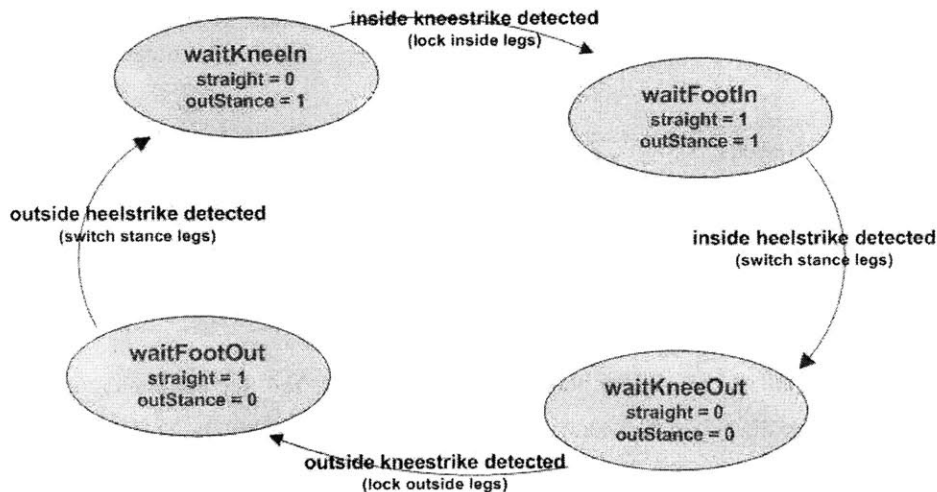 inside kneestrike detected
(lock inside legs)
waitKneeIn
straight = 0
outStance = 1
waitFootIn
straight = 1
outStance = 1
outside heelstrike detected
(switch stance legs)
inside heelstrike detected
(switch stance legs)
waitFootOut
straight = 1
outStance = 0
waitKneeOut
straight = 0
outStance = 0
outside kneestrike detected
(lock outside legs)